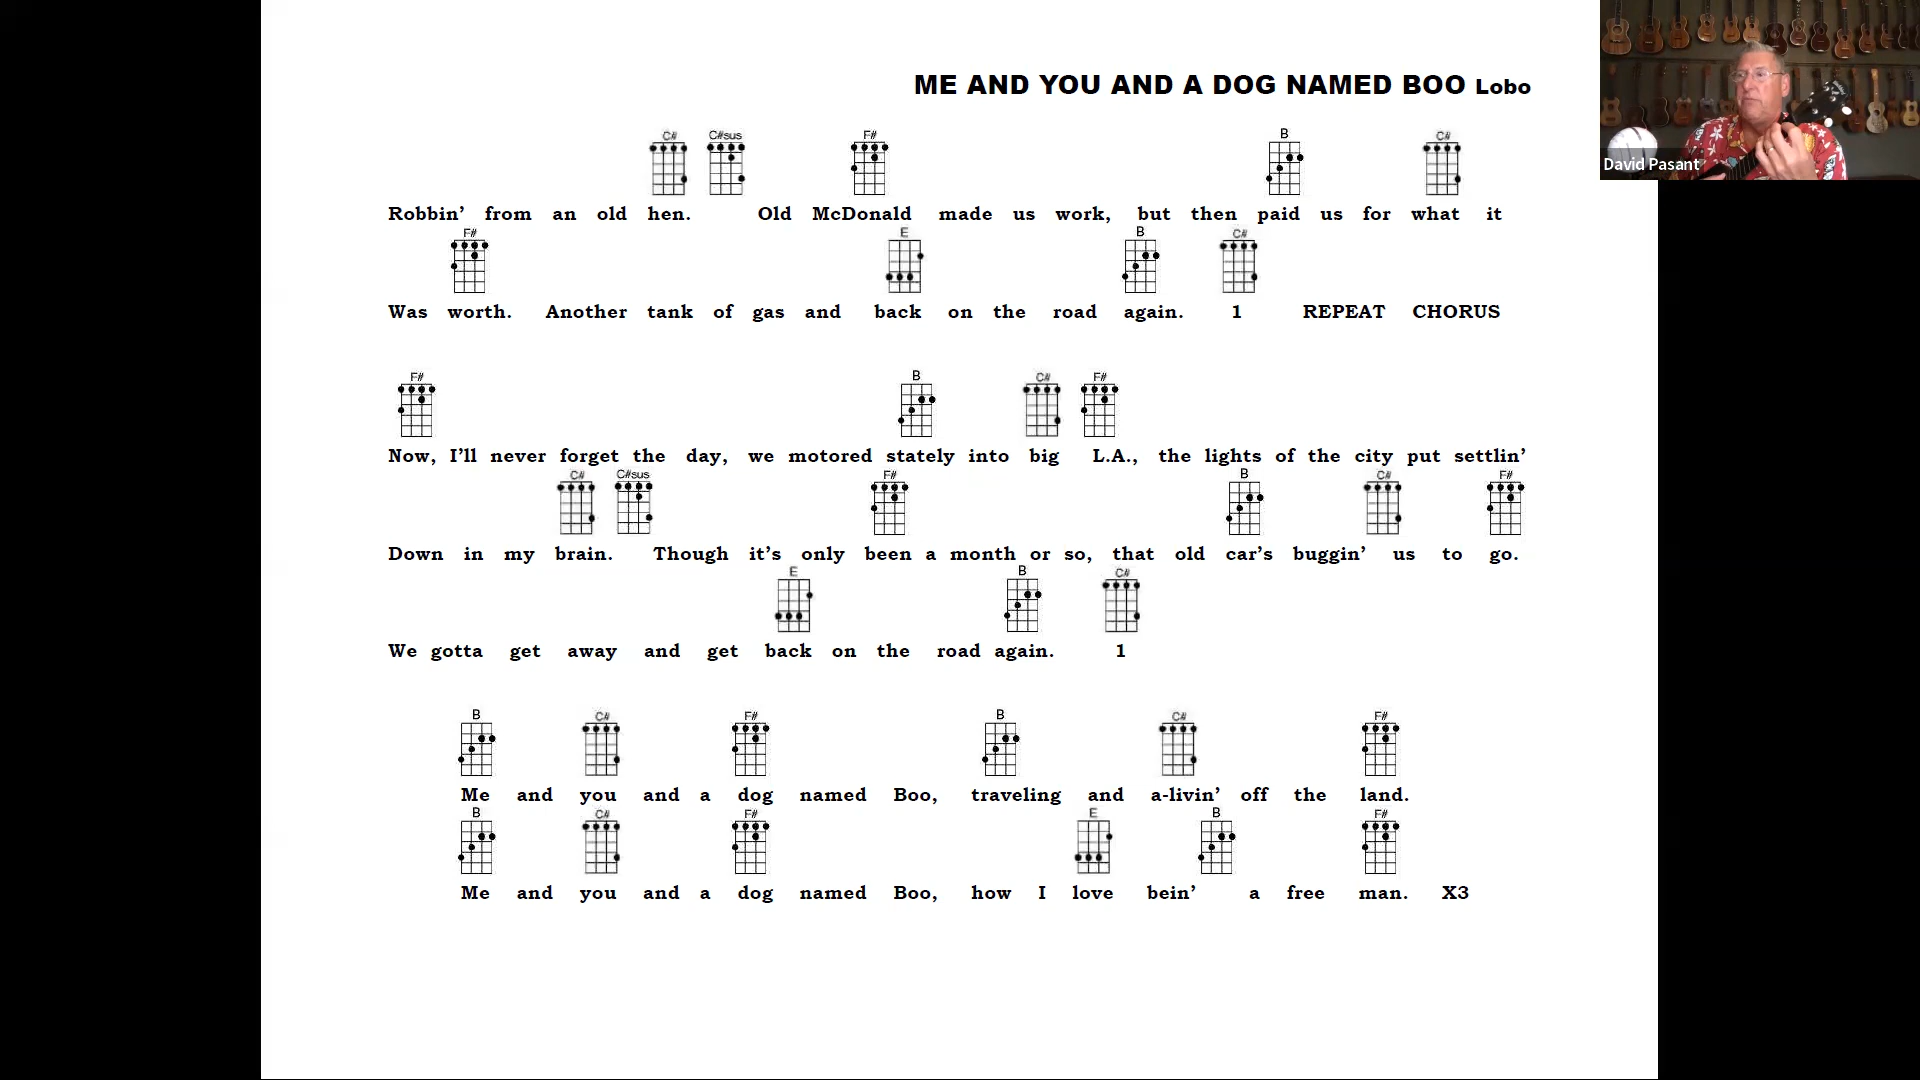 ME AND YOU AND A DOG NAMED BOO Lobo
David Pasant
C# C#sus F# B C#
Robbin’ from an old hen. Old McDonald made us work, but then paid us for what it
F# E B C#
Was worth. Another tank of gas and back on the road again. 1 REPEAT CHORUS
F# B C# F#
Now, I’ll never forget the day, we motored stately into big L.A., the lights of the city put settlin’
C# C#sus F# B C# F#
Down in my brain. Though it’s only been a month or so, that old car’s buggin’ us to go.
E B C#
We gotta get away and get back on the road again. 1
B C# F# B C# F#
Me and you and a dog named Boo, traveling and a-livin’ off the land.
B C# F# E B F#
Me and you and a dog named Boo, how I love bein’ a free man. X3